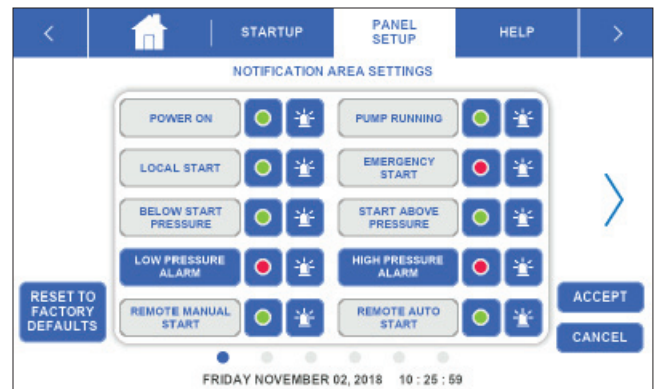 STARTUP
PANEL
SETUP
HELP
NOTIFICATION AREA SETTINGS
POWER ON
PUMP RUNNING
LOCAL START
EMERGENCY
START
BELOW START
PRESSURE
START ABOVE
PRESSURE
LOW PRESSURE
ALARM
HIGH PRESSURE
ALARM
REMOTE MANUAL
START
REMOTE AUTO
START
RESET TO
FACTORY
DEFAULTS
ACCEPT
CANCEL
FRIDAY NOVEMBER 02, 2018 10 : 25 : 59